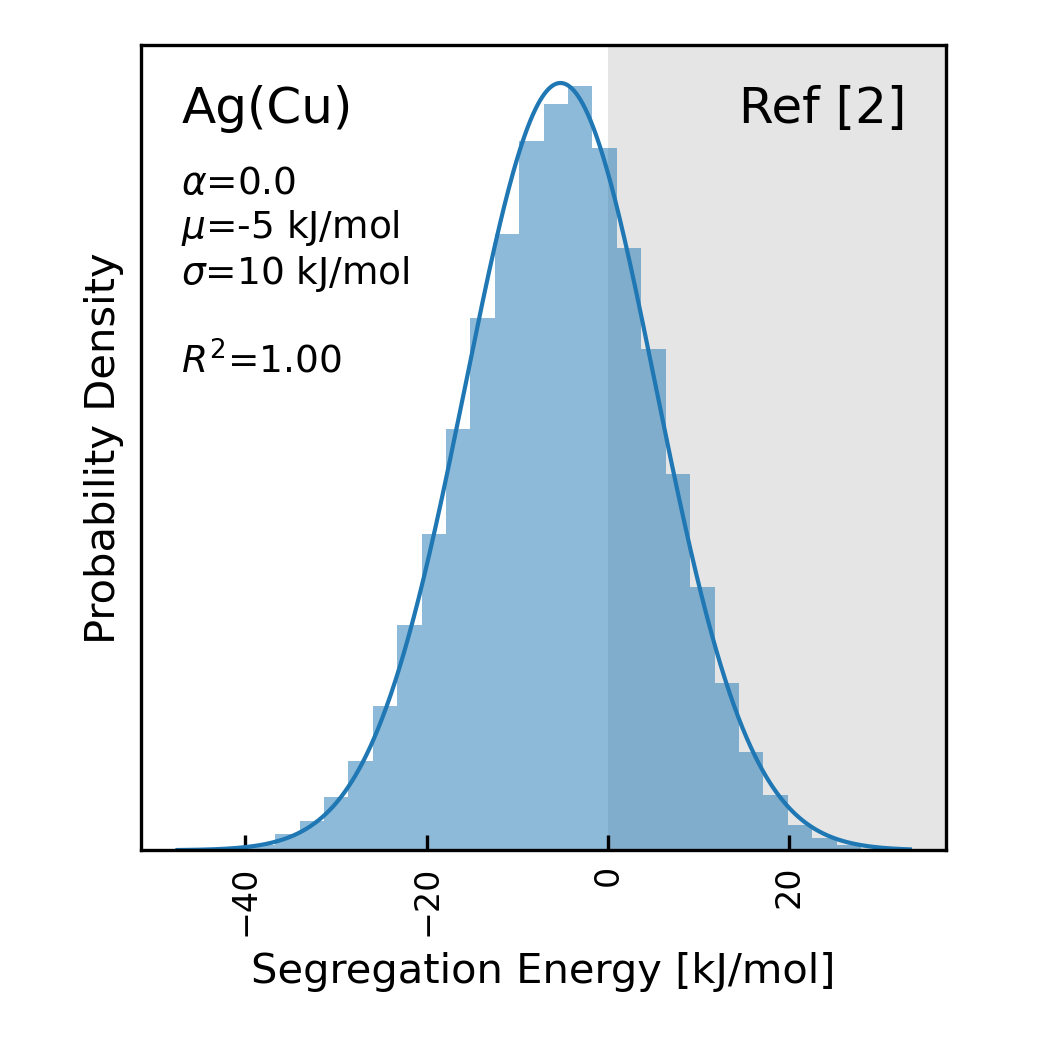 Ag(Cu)
Ref [2]
α=0.0
μ=-5 kJ/mol
σ=10 kJ/mol
R²=1.00
Probability Density
−40
−20
0
20
Segregation Energy [kJ/mol]